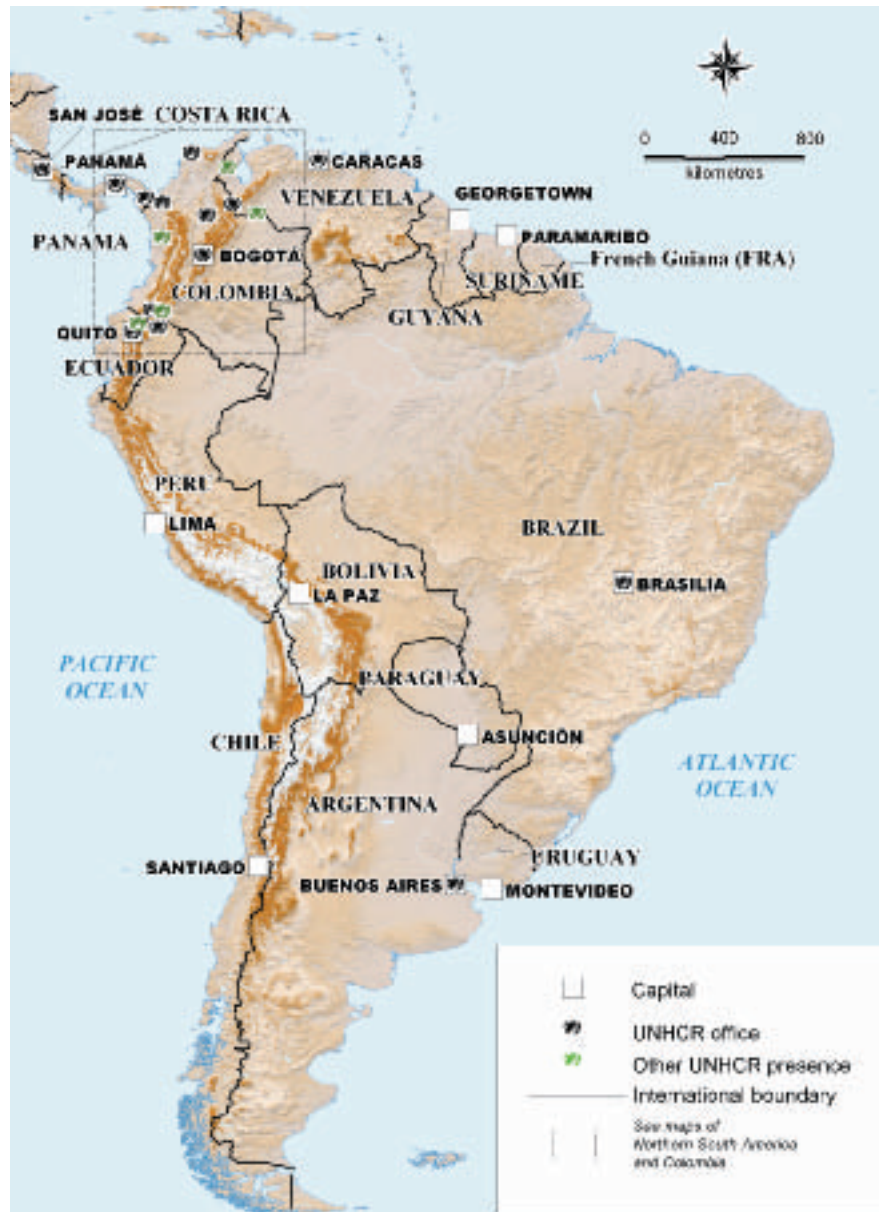 SAN JOSÉ
COSTA RICA
0 400 800
kilometres
PANAMÁ
CARACAS
VENEZUELA
GEORGETOWN
PANAMA
PARAMARIBO
BOGOTÁ
French Guiana (FRA)
SURINAME
COLOMBIA
GUYANA
QUITO
ECUADOR
PERU
LIMA
BRAZIL
BOLIVIA
LA PAZ
BRASILIA
PACIFIC
OCEAN
PARAGUAY
CHILE
ASUNCIÓN
ATLANTIC
OCEAN
ARGENTINA
URUGUAY
SANTIAGO
BUENOS AIRES
MONTEVIDEO
Capital
UNHCR office
Other UNHCR presence
International boundary
See maps of
Northern South America
and Colombia